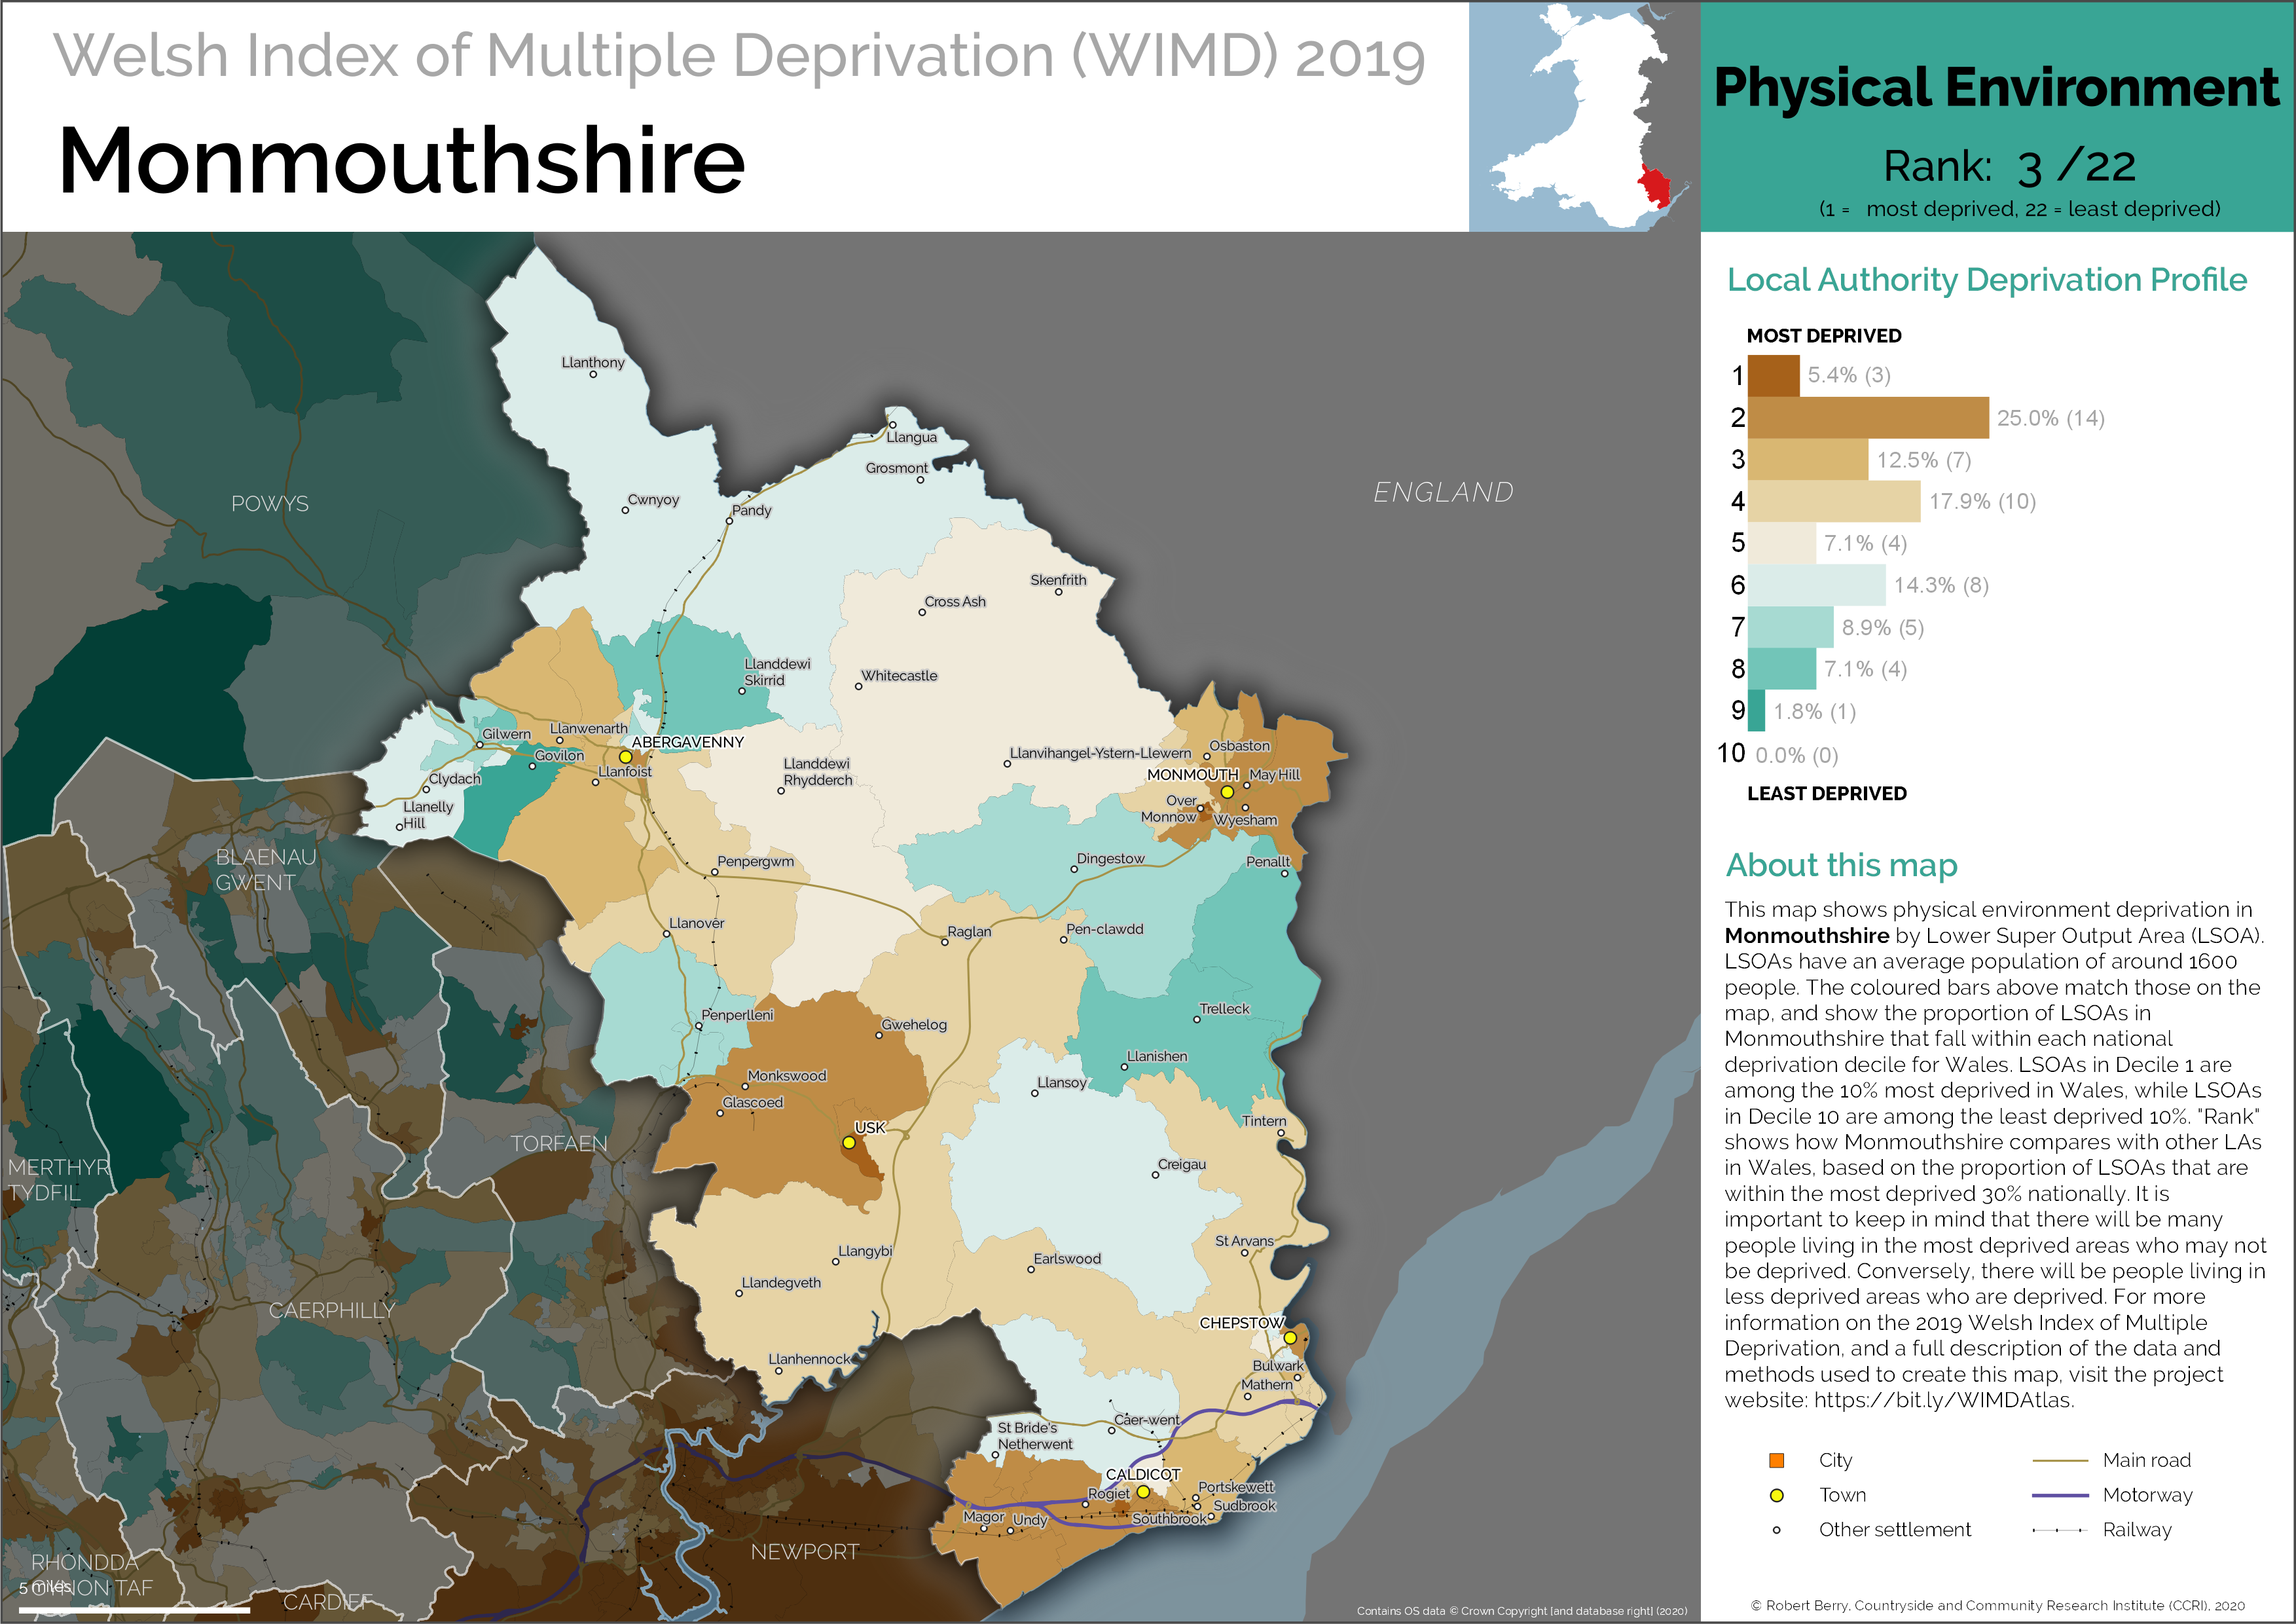 Welsh Index of Multiple Deprivation (WIMD) 2019
Monmouthshire
Physical Environment
Rank: 3 /22
(1 = most deprived, 22 = least deprived)
Local Authority Deprivation Profile
MOST DEPRIVED
1 5.4% (3)
2 25.0% (14)
3 12.5% (7)
4 17.9% (10)
5 7.1% (4)
6 14.3% (8)
7 8.9% (5)
8 7.1% (4)
9 1.8% (1)
10 0.0% (0)
LEAST DEPRIVED
About this map
This map shows physical environment deprivation in
Monmouthshire by Lower Super Output Area (LSOA).
LSOAs have an average population of around 1600
people. The coloured bars above match those on the
map, and show the proportion of LSOAs in
Monmouthshire that fall within each national
deprivation decile for Wales. LSOAs in Decile 1 are
among the 10% most deprived in Wales, while LSOAs
in Decile 10 are among the least deprived 10%. "Rank"
shows how Monmouthshire compares with other LAs
in Wales, based on the proportion of LSOAs that are
within the most deprived 30% nationally. It is
important to keep in mind that there will be many
people living in the most deprived areas who may not
be deprived. Conversely, there will be people living in
less deprived areas who are deprived. For more
information on the 2019 Welsh Index of Multiple
Deprivation, and a full description of the data and
methods used to create this map, visit the project
website: https://bit.ly/WIMDAtlas.
City
Main road
Town
Motorway
Other settlement
Railway
© Robert Berry, Countryside and Community Research Institute (CCRI), 2020
Llanthony
Llangua
Grosmont
ENGLAND
POWYS
Cwnyoy
Pandy
Skenfrith
Cross Ash
Llanddewi
Skirrid
Whitecastle
Gilwern
Llanwenarth
ABERGAVENNY
Govilon
Llanfoist
Clydach
Llanelly
Hill
Llanddewi
Rhydderch
Llanvihangel-Ystern-Llewern
Osbaston
MONMOUTH
May Hill
Over
Monnow
Wyesham
BLAENAU
GWENT
Penpergwm
Dingestow
Penallt
Llanover
Raglan
Pen-clawdd
Penperlleni
Gwehelog
Trelleck
Llanishen
Monkswood
Llansoy
Glascoed
USK
Tintern
TORFAEN
MERTHYR
TYDFIL
Creigau
St Arvans
Llangybi
Earlswood
Llandegveth
CAERPHILLY
CHEPSTOW
Llanhennock
Bulwark
Mathern
Caer-went
St Bride's
Netherwent
CALDICOT
Rogiet
Portskewett
Sudbrook
Magor
Undy
Southbrook
NEWPORT
RHONDDA
CYNON TAF
5 miles
CARDIFF
Contains OS data © Crown Copyright [and database right] (2020)